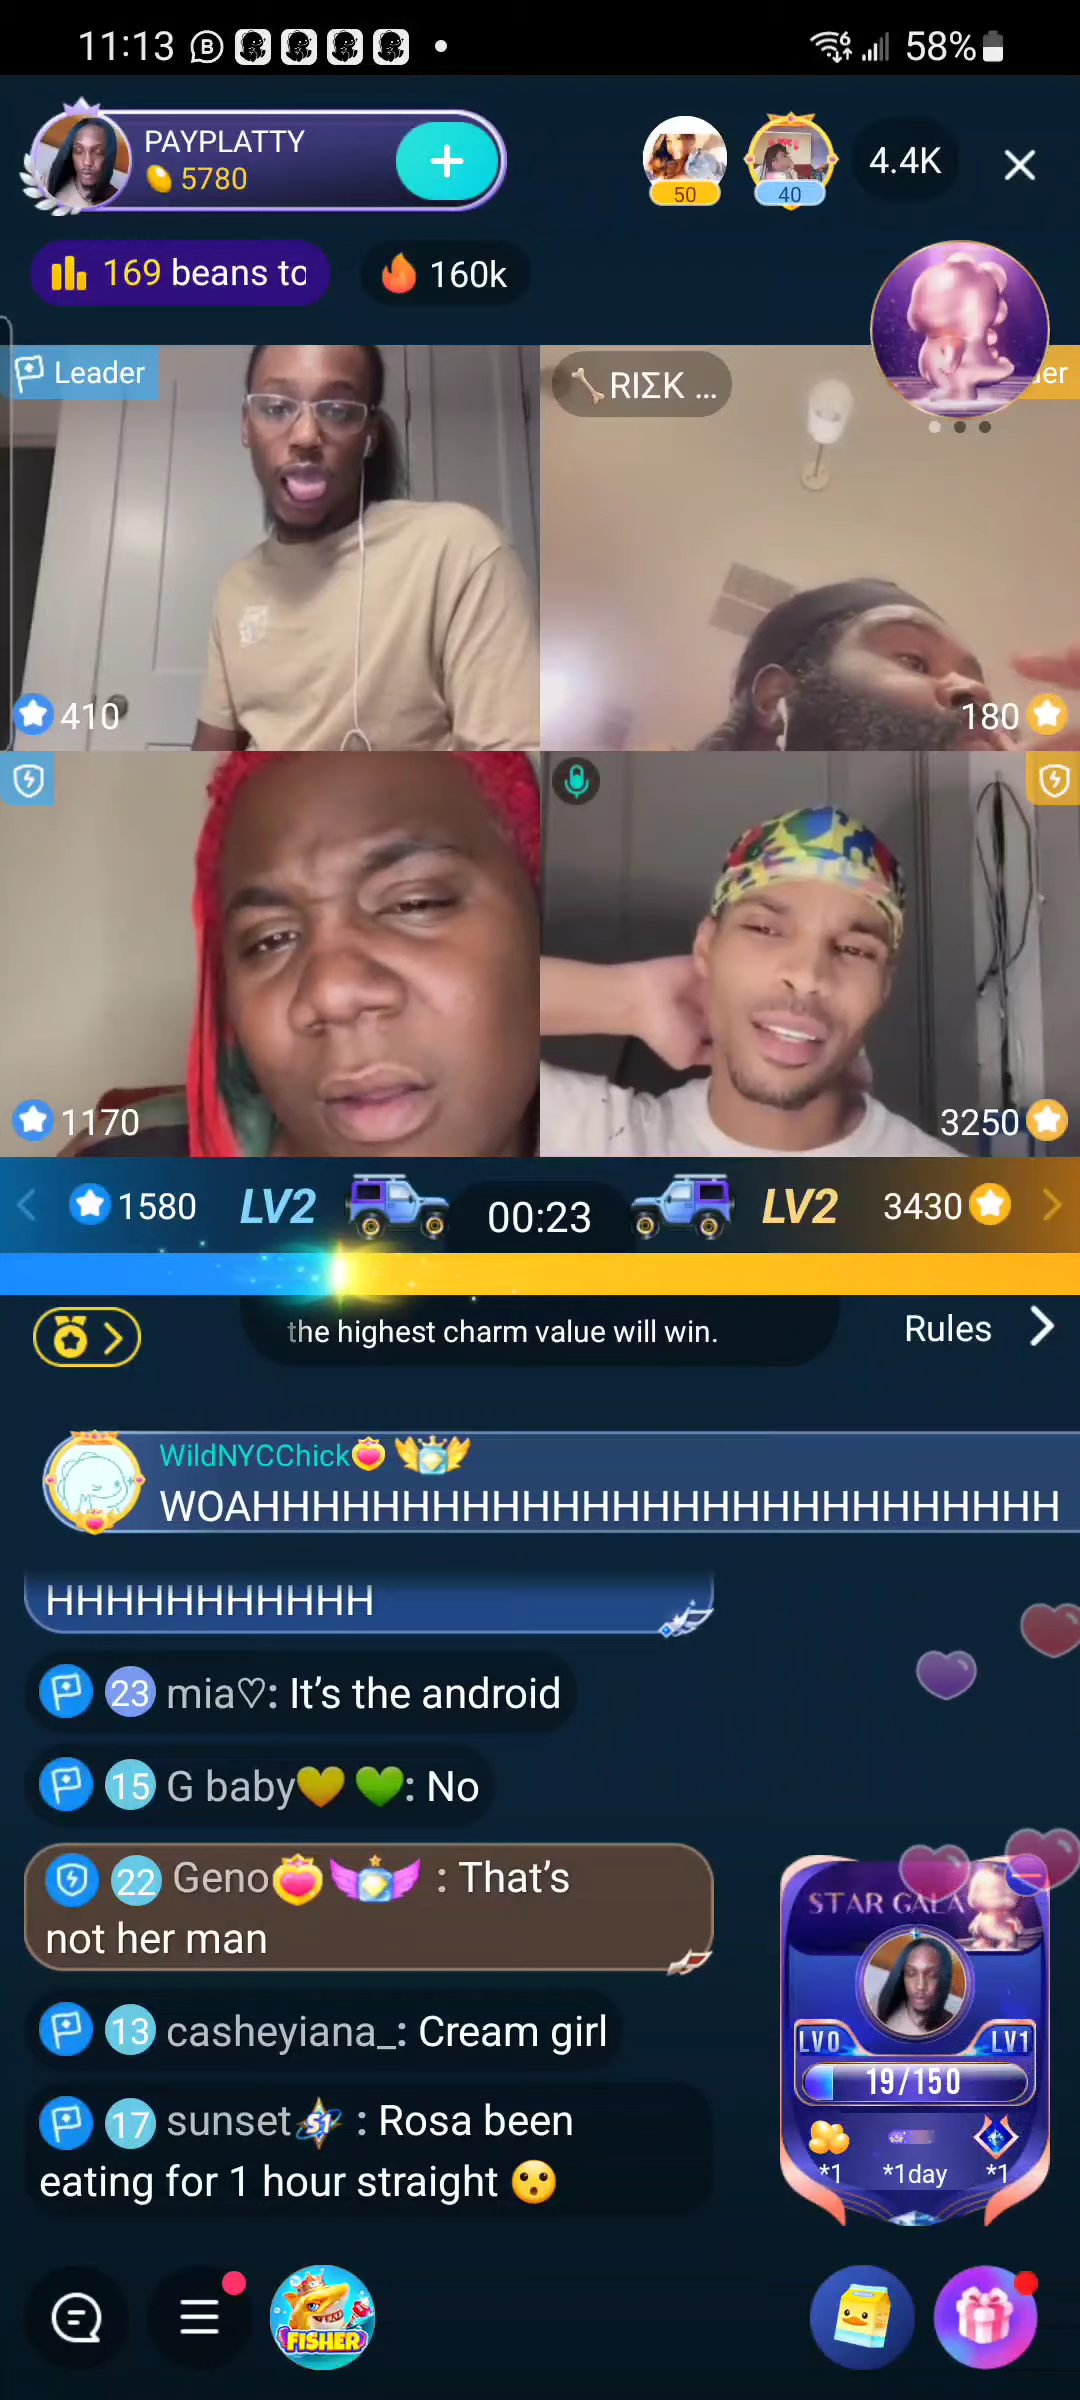 11:13
58%
PAYPLATTY
5780
50
40
4.4K
169 beans to
160k
Leader
RIΣK ...
der
410
180
1170
3250
1580 LV2 00:23 LV2 3430
the highest charm value will win.
Rules
WildNYCChick
WOAHHHHHHHHHHHHHHHHHHHHHHHHHHH
HHHHHHHHHHH
23 mia♡: It’s the android
15 G baby💛💚: No
22 Geno : That’s
not her man
13 casheyiana_: Cream girl
17 sunset S1 : Rosa been
eating for 1 hour straight 😯
STAR GALA
LV0 LV1
19/150
*1 *1day *1
FISHER